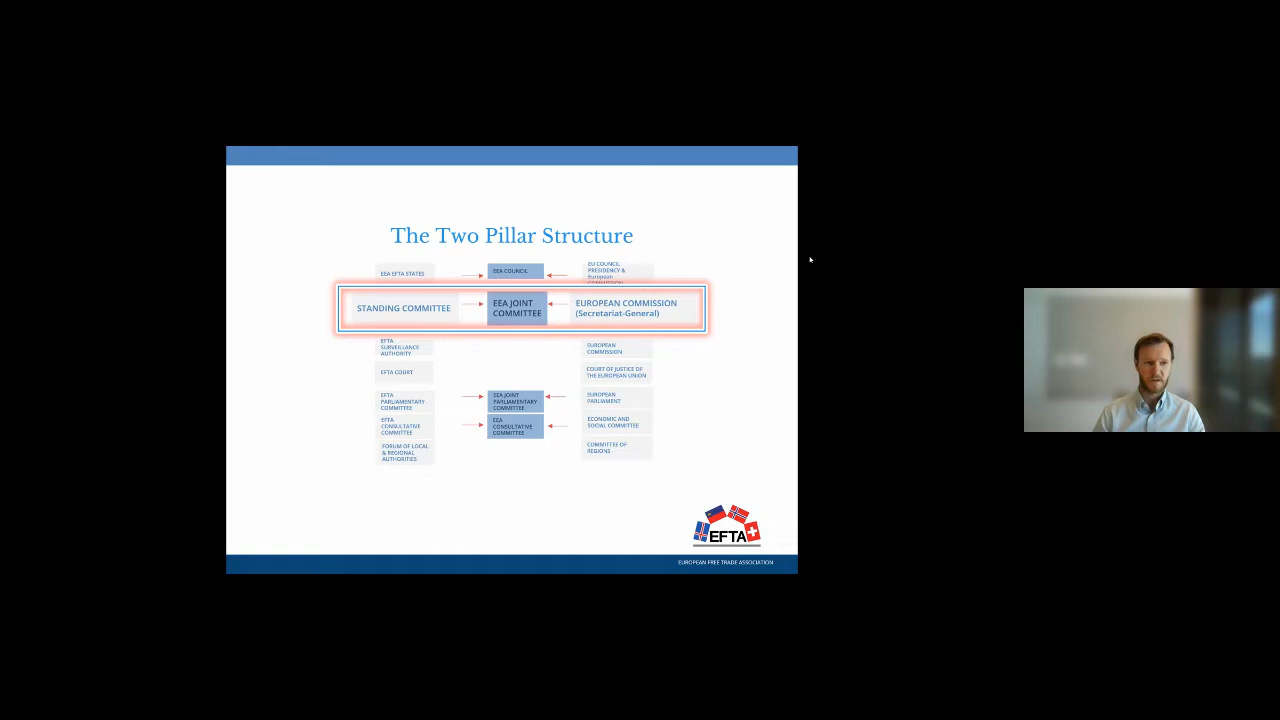 The Two Pillar Structure
EEA EFTA STATES
EEA COUNCIL
EU COUNCIL
PRESIDENCY &
European
COMMISSION
STANDING COMMITTEE
EEA JOINT
COMMITTEE
EUROPEAN COMMISSION
(Secretariat-General)
EFTA
SURVEILLANCE
AUTHORITY
EUROPEAN
COMMISSION
EFTA COURT
COURT OF JUSTICE OF
THE EUROPEAN UNION
EFTA
PARLIAMENTARY
COMMITTEE
EEA JOINT
PARLIAMENTARY
COMMITTEE
EUROPEAN
PARLIAMENT
EFTA
CONSULTATIVE
COMMITTEE
EEA
CONSULTATIVE
COMMITTEE
ECONOMIC AND
SOCIAL COMMITTEE
FORUM OF LOCAL
& REGIONAL
AUTHORITIES
COMMITTEE OF
REGIONS
EFTA
EUROPEAN FREE TRADE ASSOCIATION